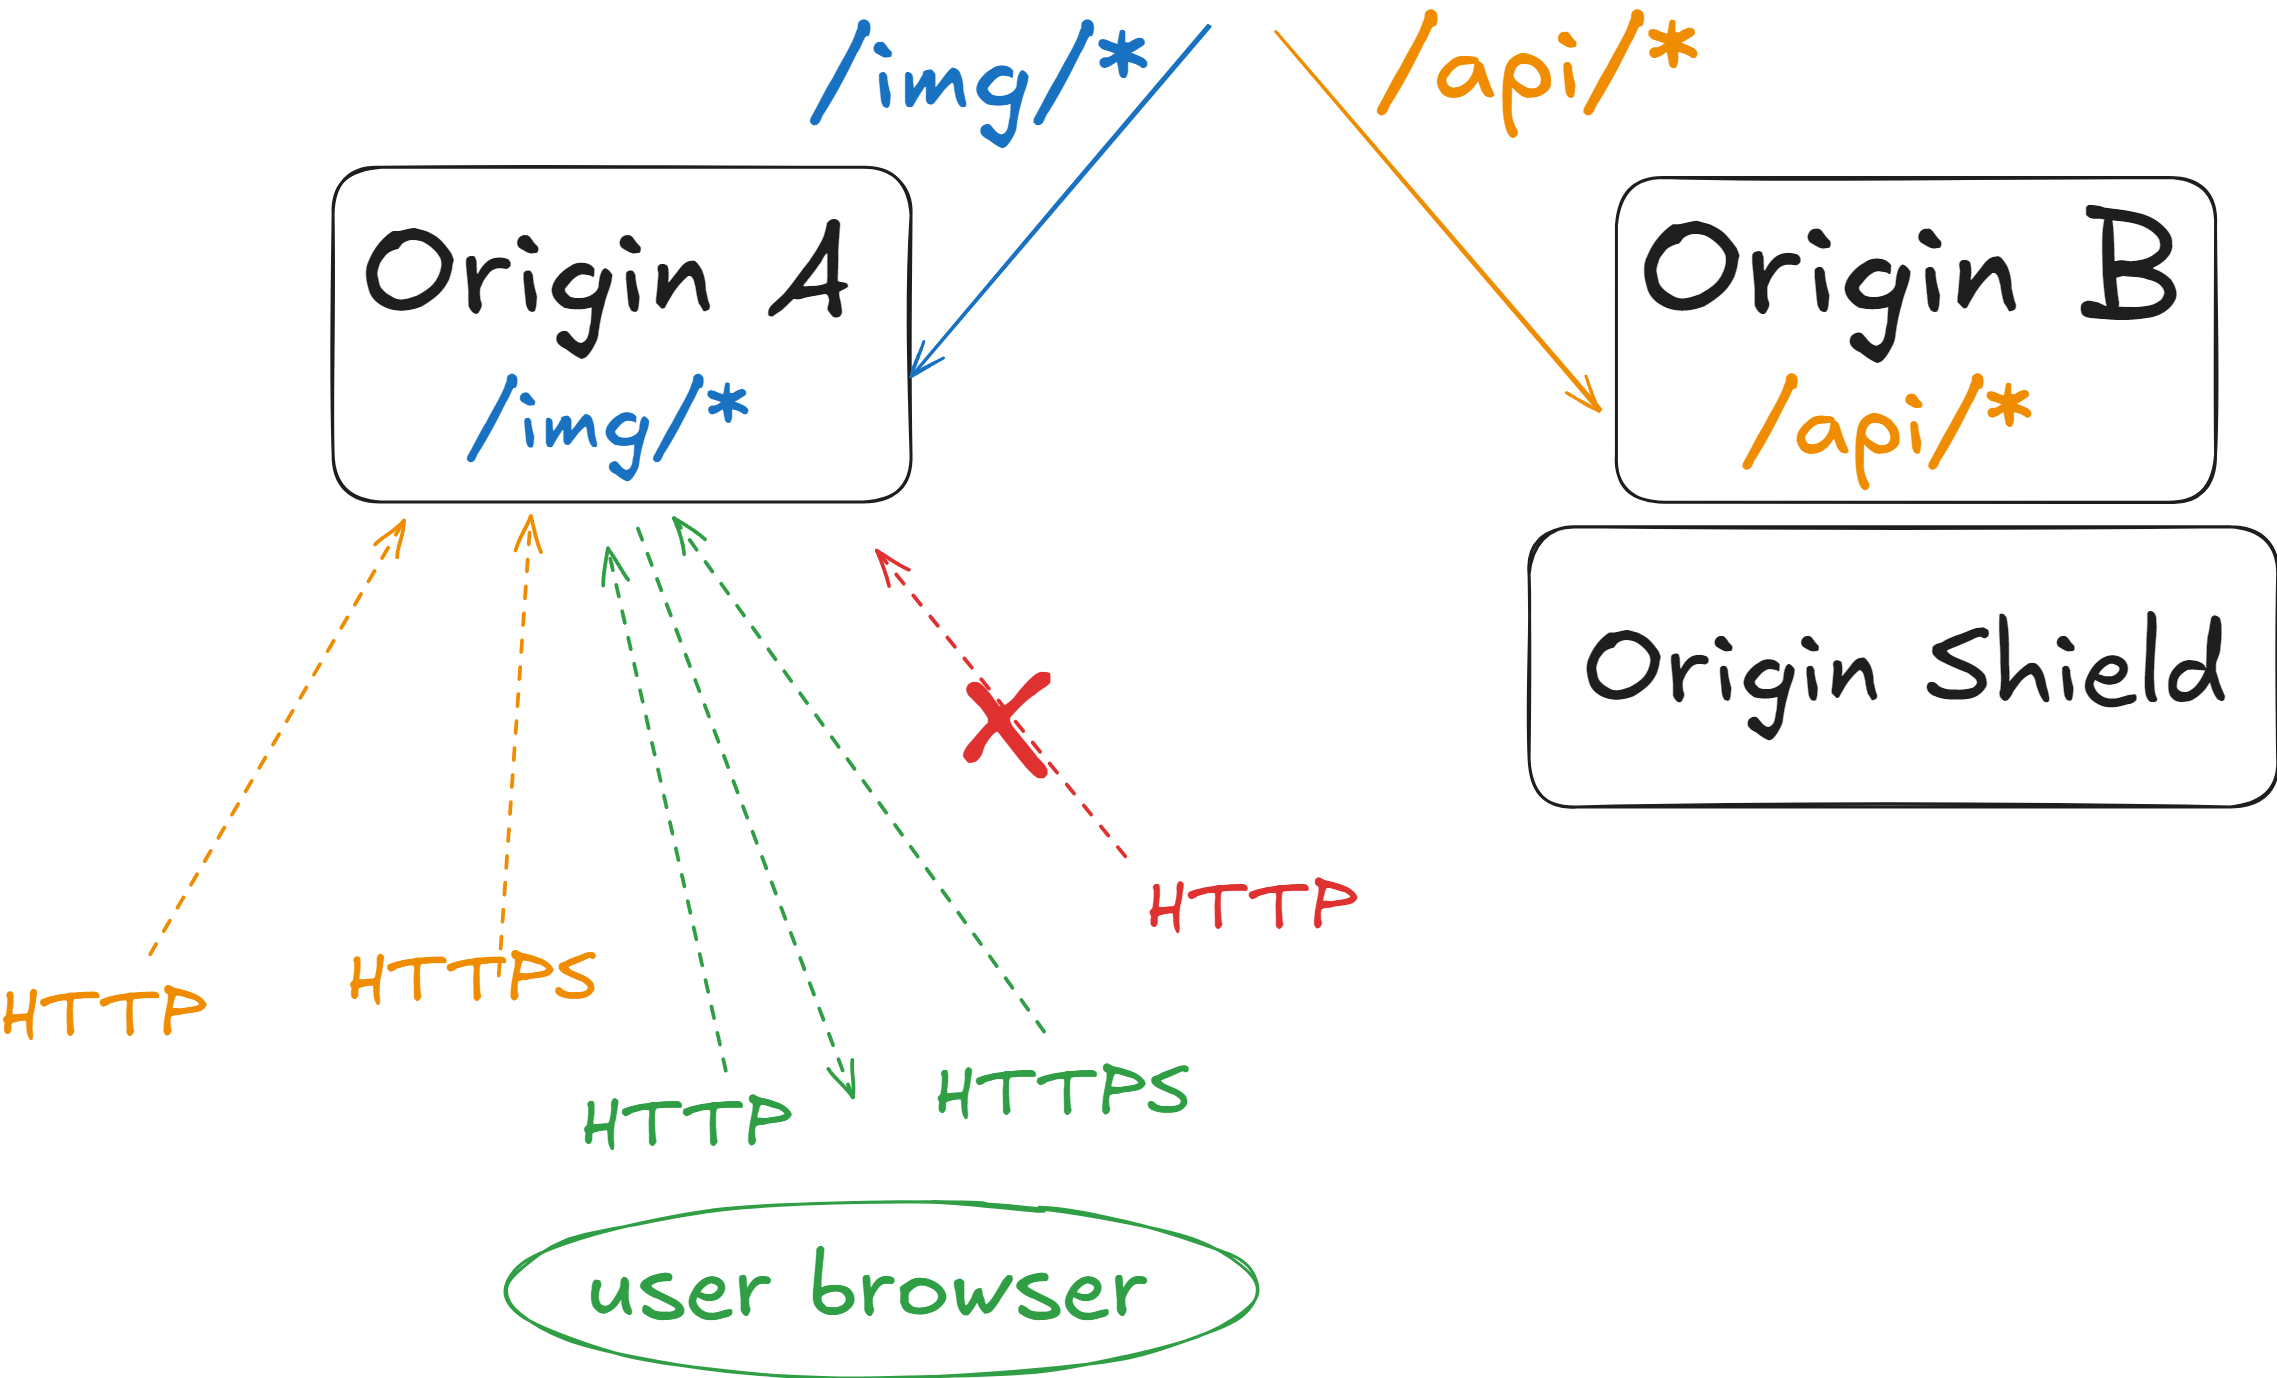 /img/*
/api/*
Origin A
/img/*
Origin B
/api/*
Origin Shield
HTTP
HTTP
HTTPS
HTTP
HTTPS
user browser